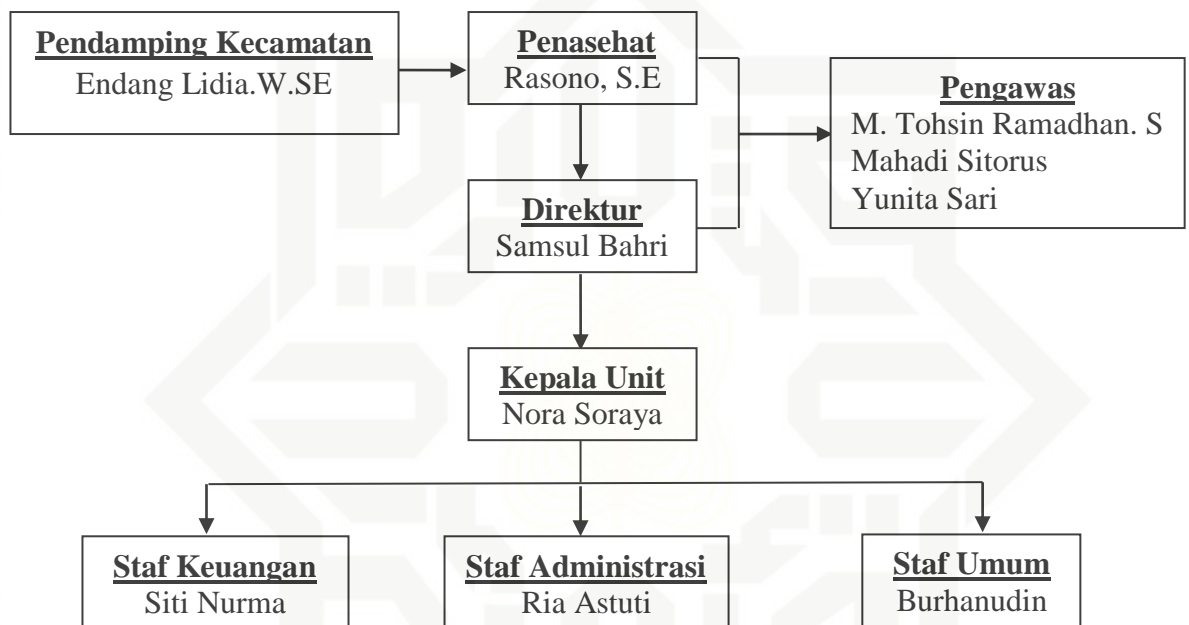 Pendamping Kecamatan
Endang Lidia.W.SE
Penasehat
Rasono, S.E
Pengawas
M. Tohsin Ramadhan. S
Mahadi Sitorus
Yunita Sari
Direktur
Samsul Bahri
Kepala Unit
Nora Soraya
Staf Keuangan
Siti Nurma
Staf Administrasi
Ria Astuti
Staf Umum
Burhanudin